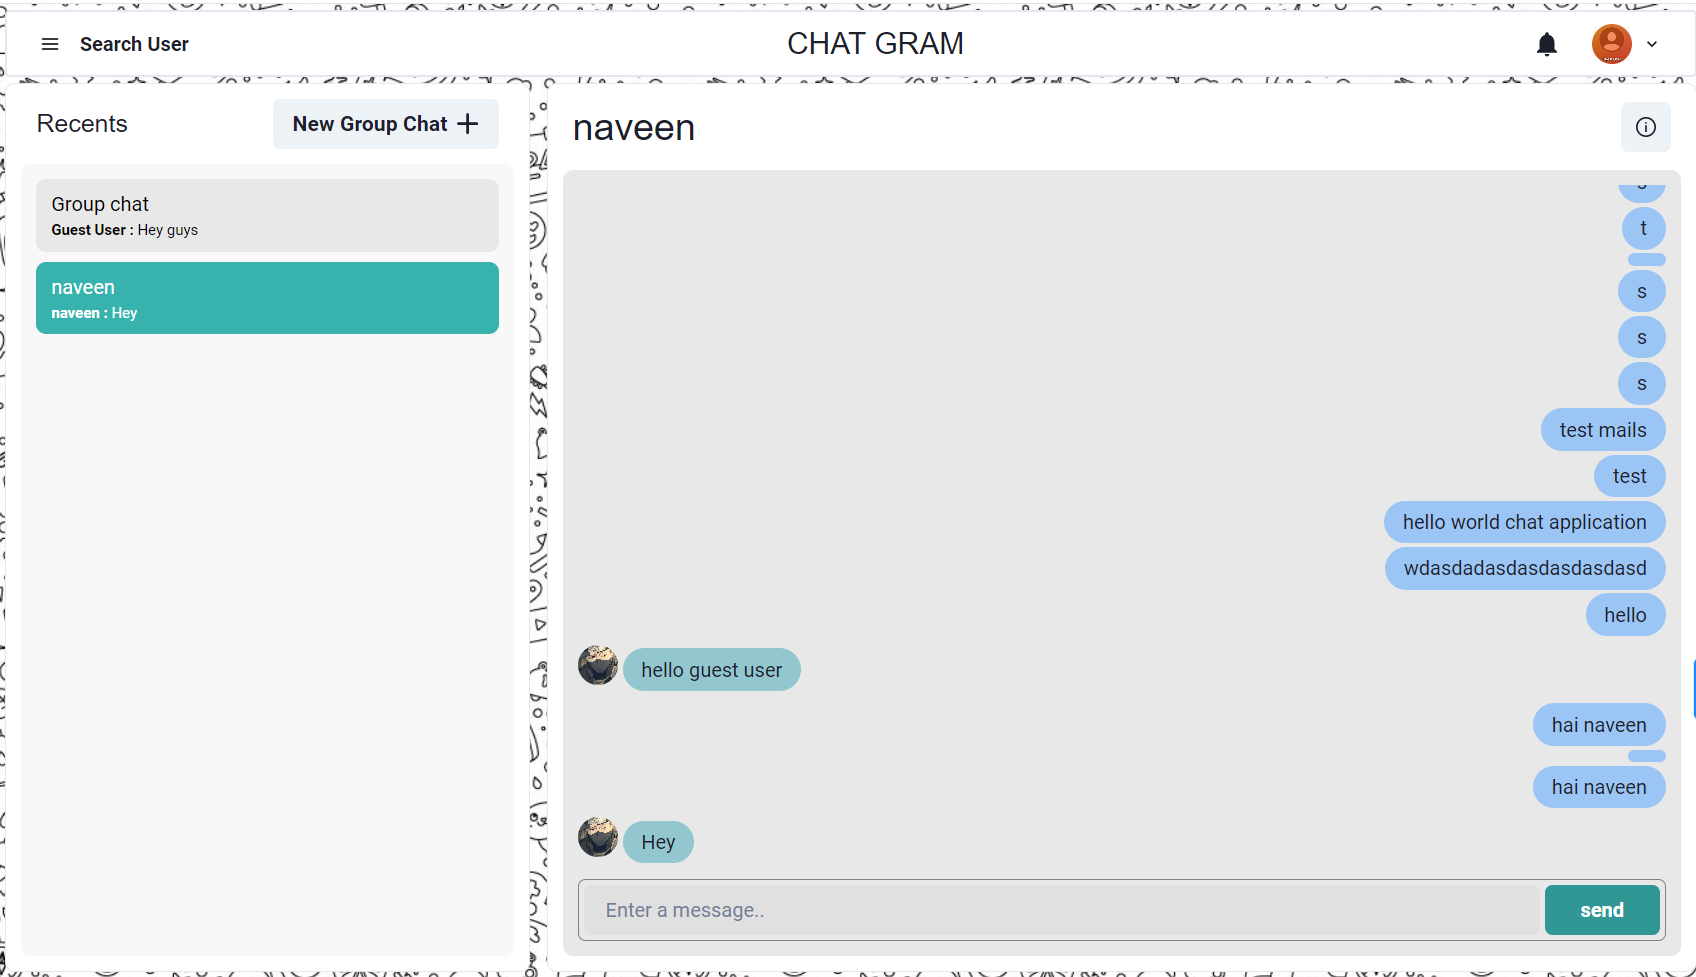 Search User
CHAT GRAM
Recents
New Group Chat
Group chat
Guest User : Hey guys
naveen
naveen : Hey
naveen
t
s
s
s
test mails
test
hello world chat application
wdasdadasdasdasdasdasd
hello
hello guest user
hai naveen
hai naveen
Hey
Enter a message..
send